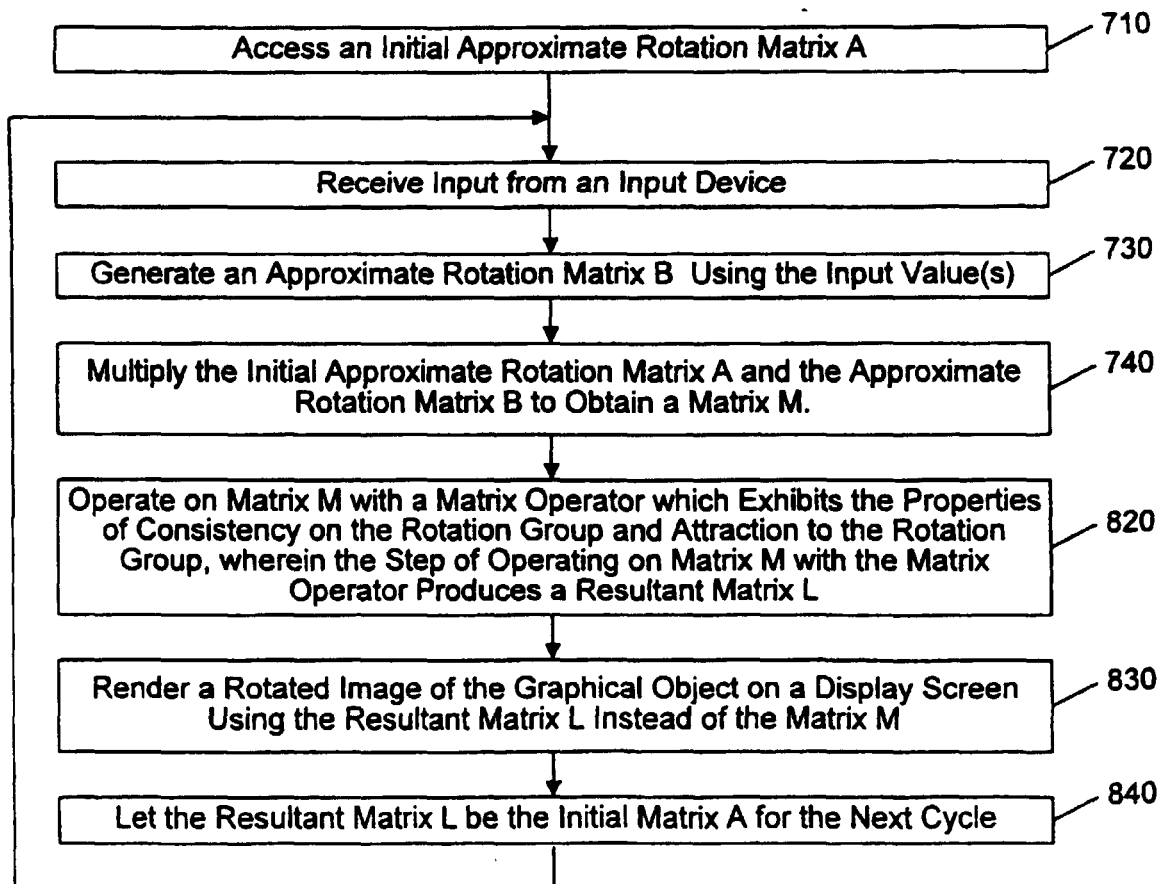 710
Access an Initial Approximate Rotation Matrix A
720
Receive Input from an Input Device
730
Generate an Approximate Rotation Matrix B Using the Input Value(s)
740
Multiply the Initial Approximate Rotation Matrix A and the Approximate
Rotation Matrix B to Obtain a Matrix M.
820
Operate on Matrix M with a Matrix Operator which Exhibits the Properties
of Consistency on the Rotation Group and Attraction to the Rotation
Group, wherein the Step of Operating on Matrix M with the Matrix
Operator Produces a Resultant Matrix L
830
Render a Rotated Image of the Graphical Object on a Display Screen
Using the Resultant Matrix L Instead of the Matrix M
840
Let the Resultant Matrix L be the Initial Matrix A for the Next Cycle